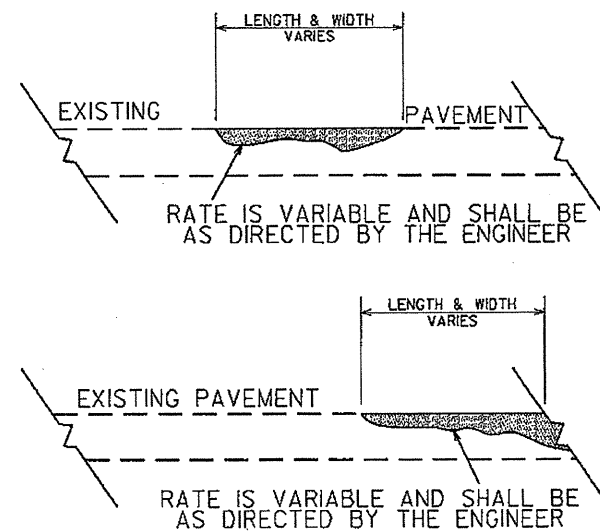 LENGTH & WIDTH
VARIES
EXISTING PAVEMENT
RATE IS VARIABLE AND SHALL BE
AS DIRECTED BY THE ENGINEER
LENGTH & WIDTH
VARIES
EXISTING PAVEMENT
RATE IS VARIABLE AND SHALL BE
AS DIRECTED BY THE ENGINEER